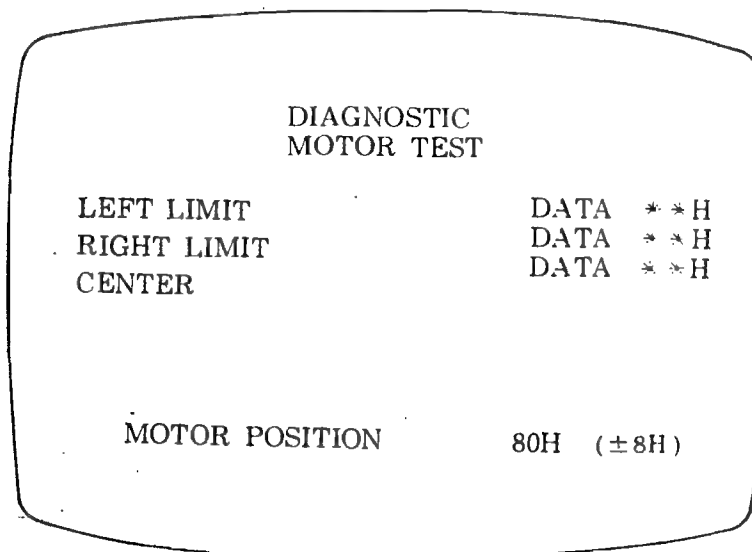 DIAGNOSTIC
MOTOR TEST
LEFT LIMIT DATA **H
RIGHT LIMIT DATA **H
CENTER DATA **H
MOTOR POSITION 80H (±8H)